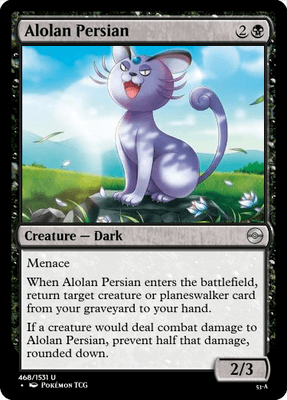 Alolan Persian 2
Creature — Dark
Menace
When Alolan Persian enters the battlefield,
return target creature or planeswalker card
from your graveyard to your hand.
If a creature would deal combat damage to
Alolan Persian, prevent half that damage,
rounded down.
2/3
468/1531 U
• Pokémon TCG